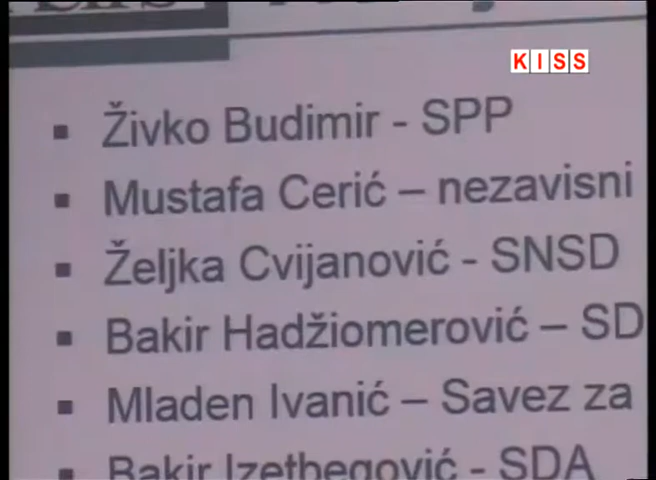 KISS
Živko Budimir - SPP
Mustafa Cerić – nezavisni
Željka Cvijanović - SNSD
Bakir Hadžiomerović – SD
Mladen Ivanić – Savez za
Bakir Izetbegović - SDA